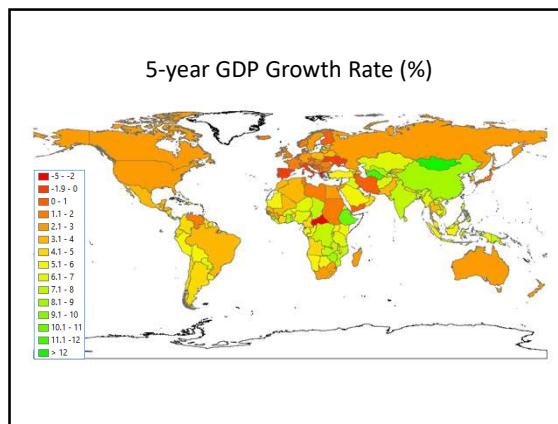 5-year GDP Growth Rate (%)
-5 - -2
-1.9 - 0
0 - 1
1.1 - 2
2.1 - 3
3.1 - 4
4.1 - 5
5.1 - 6
6.1 - 7
7.1 - 8
8.1 - 9
9.1 - 10
10.1 - 11
11.1 -12
> 12